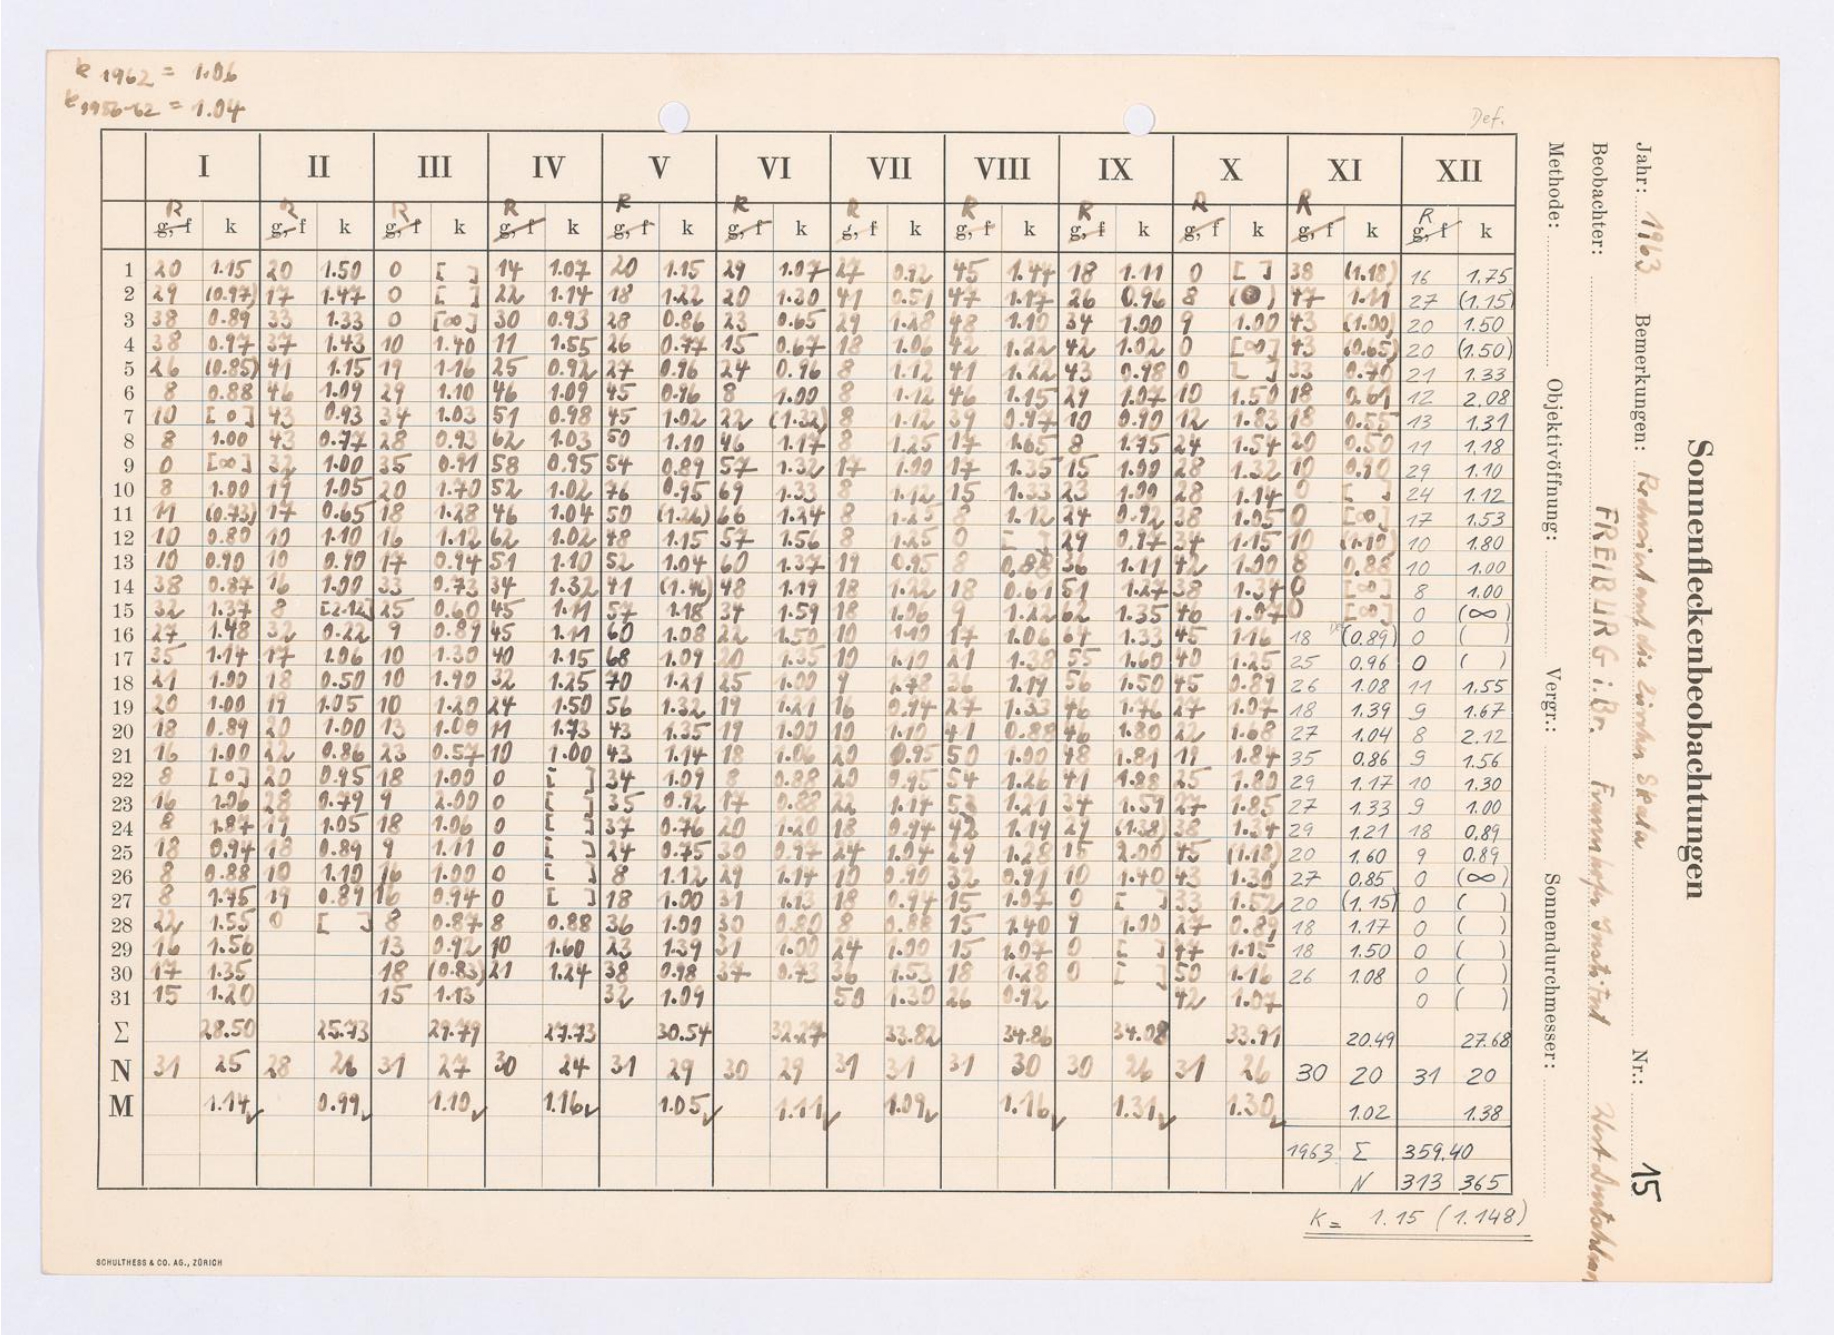 k 1962 = 1.06
k 1956-62 = 1.04
Def.
I II III IV V VI VII VIII IX X XI XII
R R R R R R R R R R R R
g, f k g, f k g, f k g, f k g, f k g, f k g, f k g, f k g, f k g, f k g, f k g, f k
1 20 1.15 20 1.50 0 [ ] 14 1.07 20 1.15 29 1.07 27 0.92 45 1.44 18 1.11 0 [ ] 38 (1.18) 16 1.75
2 29 (0.97) 17 1.47 0 [ ] 22 1.14 18 1.22 20 1.30 41 0.51 47 1.17 26 0.96 8 47 1.11 27 (1.15)
3 38 0.89 33 1.33 0 [∞] 30 0.93 28 0.86 23 0.65 29 1.28 48 1.10 34 1.00 9 1.00 43 (1.00) 20 1.50
4 38 0.97 37 1.43 10 1.40 11 1.55 26 0.77 15 0.67 18 1.06 42 1.22 42 1.02 0 [∞] 43 (0.65) 20 (1.50)
5 26 (0.85) 41 1.15 19 1.16 25 0.92 27 0.96 24 0.96 8 1.12 41 1.22 43 0.98 0 [ ] 33 0.70 21 1.33
6 8 0.88 46 1.09 29 1.10 46 1.09 45 0.96 8 1.00 8 1.12 46 1.15 29 1.07 10 1.50 18 0.61 12 2.08
7 10 [0] 43 0.93 34 1.03 51 0.98 45 1.02 22 (1.32) 8 1.12 39 0.97 10 0.90 12 1.83 18 0.55 13 1.31
8 8 1.00 43 0.77 28 0.93 62 1.03 50 1.10 46 1.17 8 1.25 17 1.65 8 1.75 24 1.54 20 0.50 11 1.18
9 0 [∞] 32 1.00 35 0.91 58 0.95 54 0.89 57 1.32 17 1.00 17 1.35 15 1.00 28 1.32 10 0.90 29 1.10
10 8 1.00 19 1.05 20 1.70 52 1.02 76 0.95 69 1.33 8 1.12 15 1.33 23 1.00 28 1.14 0 [ ] 24 1.12
11 11 (0.73) 17 0.65 18 1.28 46 1.04 50 (1.26) 66 1.24 8 1.25 8 1.12 24 0.92 38 1.05 0 [∞] 17 1.53
12 10 0.80 10 1.10 16 1.12 62 1.02 48 1.15 57 1.56 8 1.25 0 [ ] 29 0.97 34 1.15 10 (1.10) 10 1.80
13 10 0.90 10 0.90 17 0.94 51 1.10 52 1.04 60 1.37 19 0.95 8 0.88 36 1.11 42 1.00 8 0.88 10 1.00
14 38 0.87 16 1.00 33 0.73 34 1.32 41 (1.46) 48 1.19 18 1.22 18 0.61 51 1.27 38 1.34 0 [∞] 8 1.00
15 32 1.37 8 [2.12] 25 0.60 45 1.11 57 1.18 34 1.59 18 1.06 9 1.22 62 1.35 40 1.07 0 [∞] 0 (∞)
16 27 1.48 32 0.22 9 0.89 45 1.11 60 1.08 22 1.50 10 1.10 17 1.06 64 1.33 45 1.16 18 (0.89) 0 ( )
17 35 1.14 17 1.06 10 1.30 40 1.15 68 1.09 20 1.35 10 1.10 21 1.38 55 1.60 40 1.25 25 0.96 0 ( )
18 21 1.00 18 0.50 10 1.90 32 1.25 70 1.21 25 1.00 9 1.78 36 1.19 56 1.50 45 0.89 26 1.08 11 1.55
19 20 1.00 19 1.05 10 1.20 24 1.50 56 1.32 19 1.21 16 0.94 27 1.33 46 1.76 27 1.07 18 1.39 9 1.67
20 18 0.89 20 1.00 13 1.00 11 1.73 43 1.35 19 1.00 10 1.10 41 0.88 46 1.80 22 1.68 27 1.04 8 2.12
21 16 1.00 22 0.86 23 0.57 10 1.00 43 1.14 18 1.06 20 0.95 50 1.00 48 1.81 19 1.84 35 0.86 9 1.56
22 8 [0] 20 0.95 18 1.00 0 [ ] 34 1.09 8 0.88 20 0.95 54 1.26 41 1.88 25 1.80 29 1.17 10 1.30
23 16 1.06 28 0.79 9 2.00 0 [ ] 35 0.72 17 0.88 22 1.14 53 1.21 34 1.59 27 1.85 27 1.33 9 1.00
24 8 1.87 19 1.05 18 1.06 0 [ ] 37 0.76 20 1.20 18 0.94 42 1.19 21 (1.38) 38 1.34 29 1.21 18 0.89
25 18 0.94 18 0.89 9 1.11 0 [ ] 24 0.75 30 0.97 24 1.04 29 1.28 15 2.00 45 (1.18) 20 1.60 9 0.89
26 8 0.88 10 1.10 16 1.00 0 [ ] 8 1.12 29 1.14 10 0.90 32 0.91 10 1.40 43 1.30 27 0.85 0 (∞)
27 8 1.75 19 0.89 16 0.94 0 [ ] 18 1.00 31 1.13 18 0.94 15 1.07 0 [ ] 33 1.52 20 (1.15) 0 ( )
28 22 1.55 0 [ ] 8 0.87 8 0.88 36 1.00 30 0.80 8 0.88 15 1.40 9 1.00 27 0.89 18 1.17 0 ( )
29 16 1.56 13 0.92 10 1.60 23 1.39 31 1.00 24 1.00 15 1.07 0 [ ] 47 1.15 18 1.50 0 ( )
30 17 1.35 18 (0.83) 21 1.24 38 0.98 37 0.73 36 1.53 18 1.28 0 [ ] 50 1.16 26 1.08 0 ( )
31 15 1.20 15 1.13 32 1.09 50 1.30 26 0.92 42 1.07 0 ( )
Σ 28.50 25.73 29.79 27.73 30.54 32.27 33.82 34.86 34.08 33.91 20.49 27.68
N 31 25 28 26 31 27 30 24 31 29 30 29 31 31 31 30 30 26 31 26 30 20 31 20
M 1.14 0.99 1.10 1.16 1.05 1.11 1.09 1.16 1.31 1.30 1.02 1.38
1963 Σ 359.40
N 313 365
K = 1.15 (1.148)
SCHULTHESS & CO. AG., ZÜRICH
Sonnenfleckenbeobachtungen
Jahr: 1963 Bemerkungen: Reduziert auf die Zürcher Skala Nr.: 15
Beobachter: FREIBURG i. Br. Fraunhofer Institut
Methode: Objektivöffnung: Vergr.: Sonnendurchmesser: